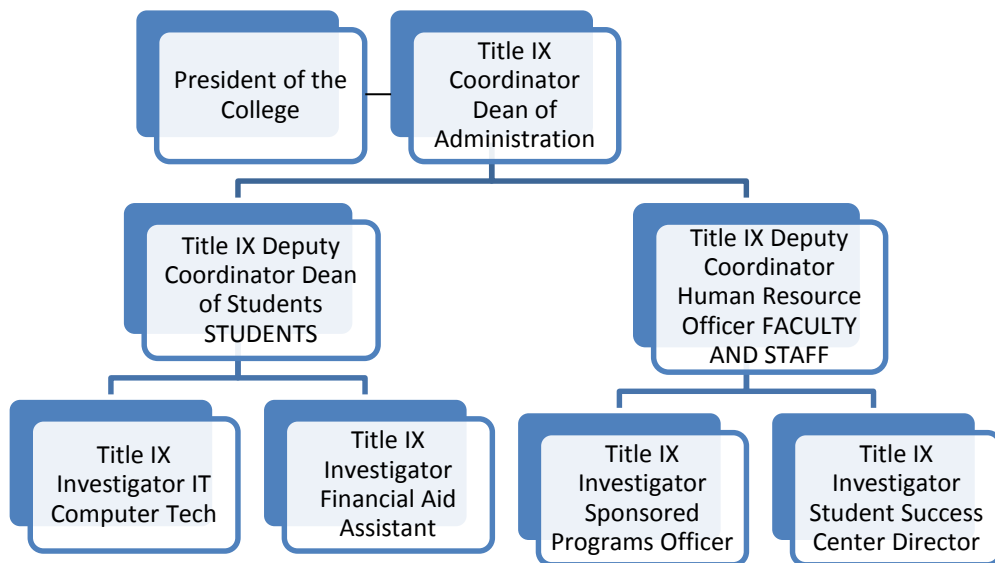 President of the
College
Title IX
Coordinator
Dean of
Administration
Title IX Deputy
Coordinator Dean
of Students
STUDENTS
Title IX Deputy
Coordinator
Human Resource
Officer FACULTY
AND STAFF
Title IX
Investigator IT
Computer Tech
Title IX
Investigator
Financial Aid
Assistant
Title IX
Investigator
Sponsored
Programs Officer
Title IX
Investigator
Student Success
Center Director